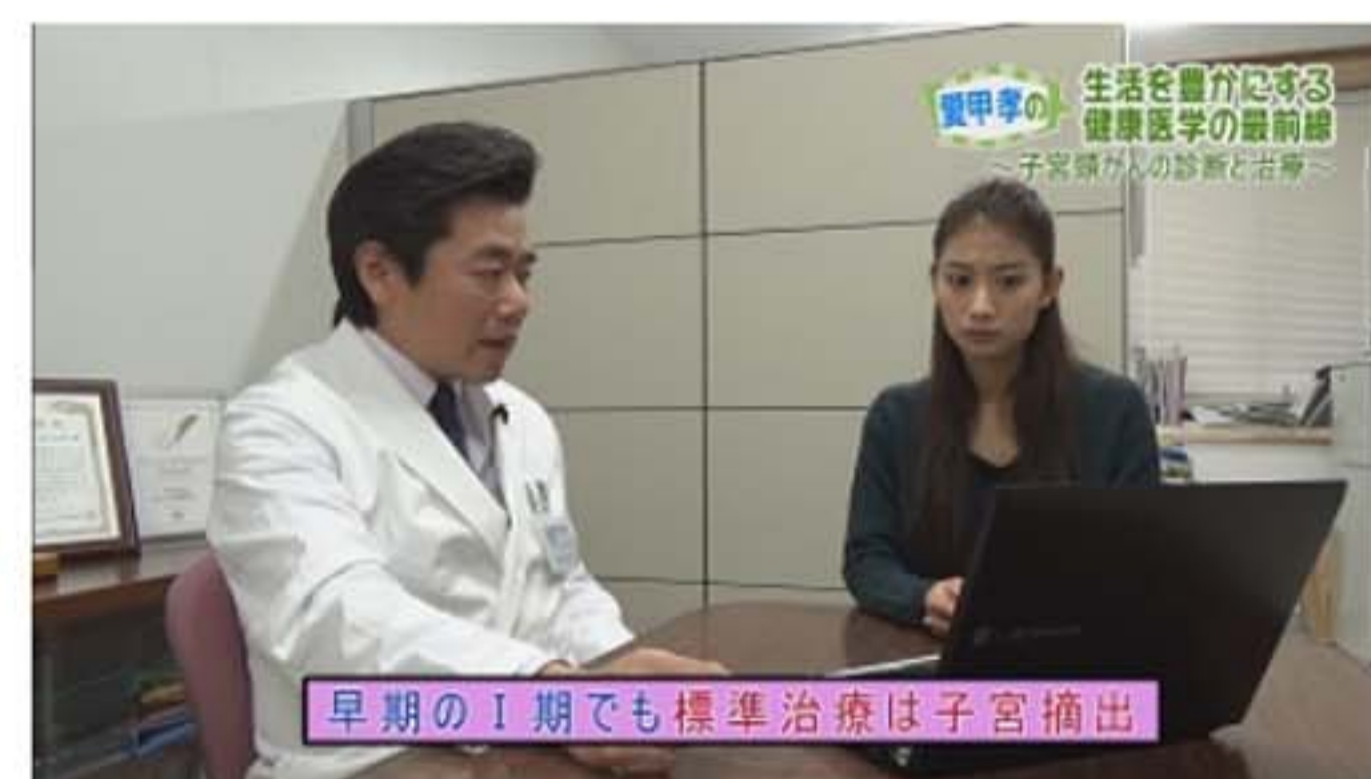 愛甲孝の
生活を豊かにする
健康医学の最前線
～子宮頸がんの診断と治療～
早期のⅠ期でも標準治療は子宮摘出